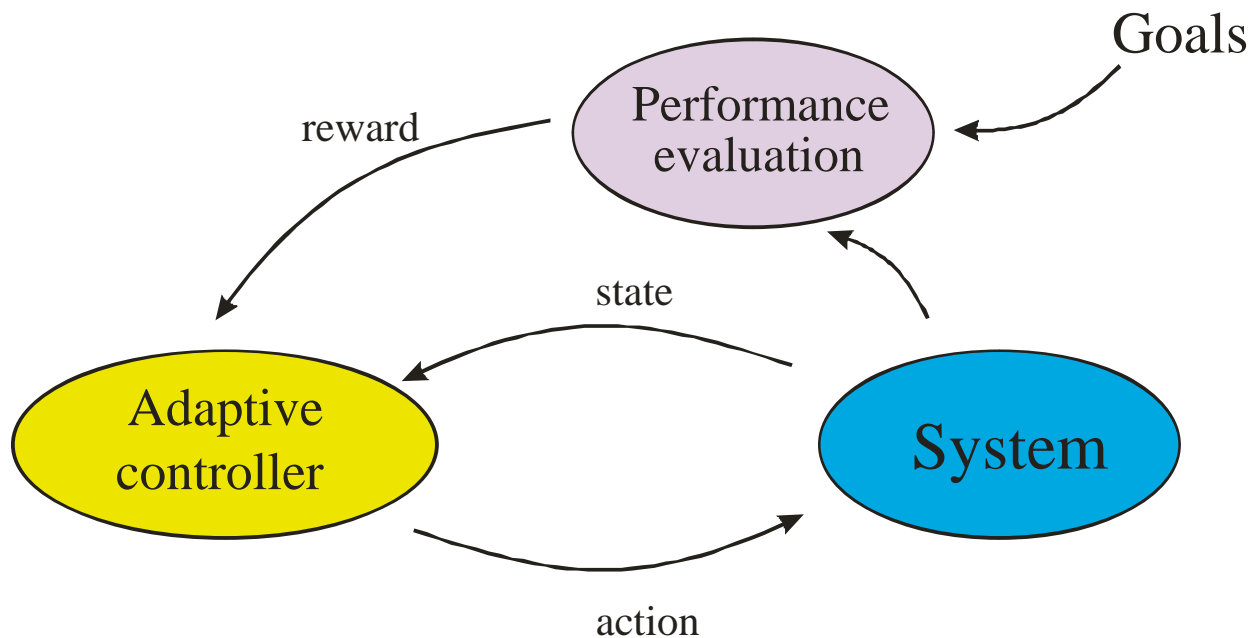 Goals
Performance
evaluation
reward
state
Adaptive
controller
System
action